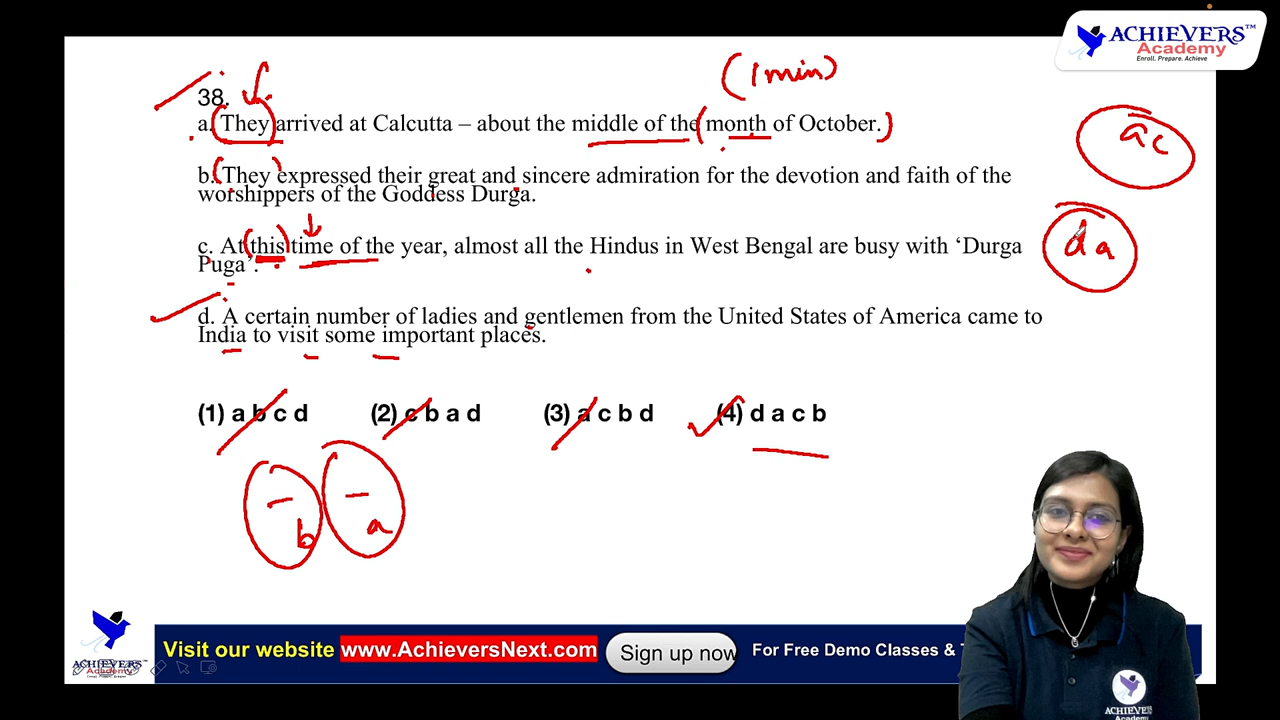 ACHIEVERS™
Academy
Enroll. Prepare. Achieve
(1 min)
38.
a. They arrived at Calcutta – about the middle of the month of October.
ac
b. They expressed their great and sincere admiration for the devotion and faith of the
worshippers of the Goddess Durga.
c. At this time of the year, almost all the Hindus in West Bengal are busy with ‘Durga
Puga’.
da
d. A certain number of ladies and gentlemen from the United States of America came to
India to visit some important places.
(1) a b c d (2) c b a d (3) a c b d (4) d a c b
b a
Visit our website www.AchieversNext.com Sign up now For Free Demo Classes &
ACHIEVERS
Academy
ACHIEVERS
Academy